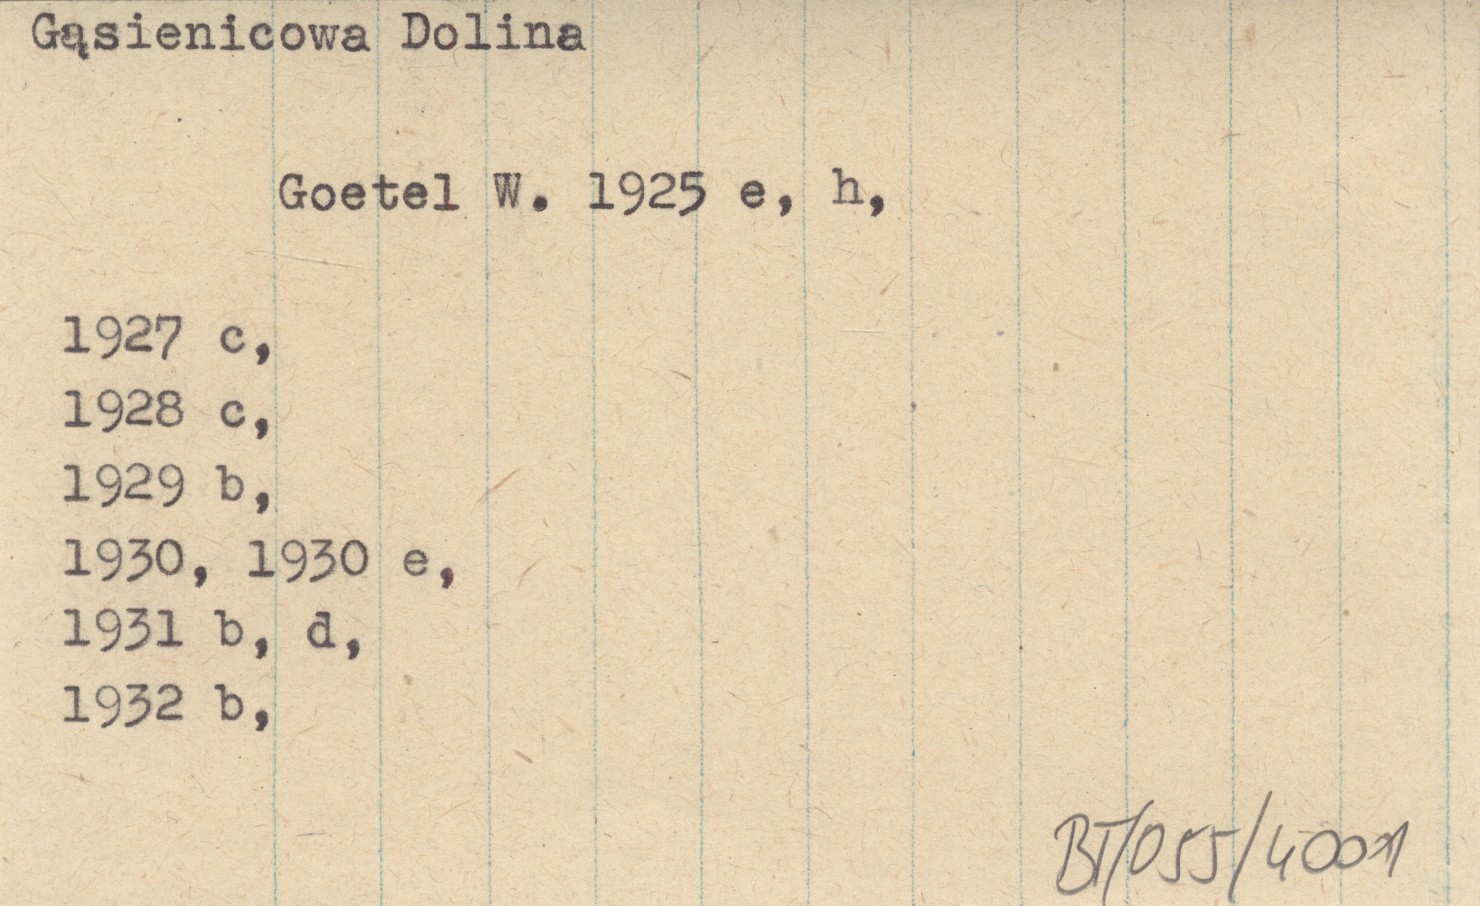 Gąsienicowa Dolina
Goetel W. 1925 e, h,
1927 c,
1928 c,
1929 b,
1930, 1930 e,
1931 b, d,
1932 b,
BT/055/4001